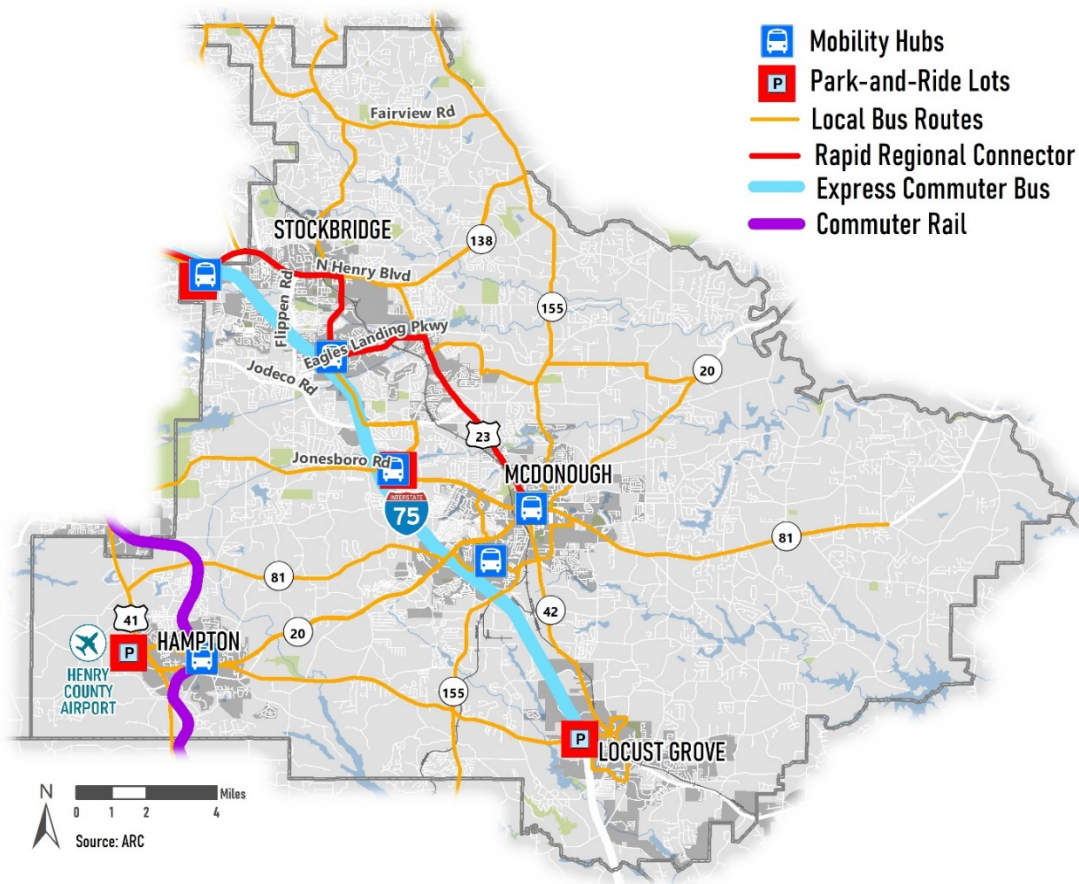 Mobility Hubs
P
Park-and-Ride Lots
Local Bus Routes
Rapid Regional Connector
Express Commuter Bus
Commuter Rail
Fairview Rd
STOCKBRIDGE
138
N Henry Blvd
Flippen Rd
155
Eagles Landing Pkwy
Jodeco Rd
20
23
Jonesboro Rd
MCDONOUGH
INTERSTATE
75
81
81
42
41
20
HAMPTON
P
HENRY
COUNTY
AIRPORT
155
P
LOCUST GROVE
N
Miles
0 1 2 4
Source: ARC